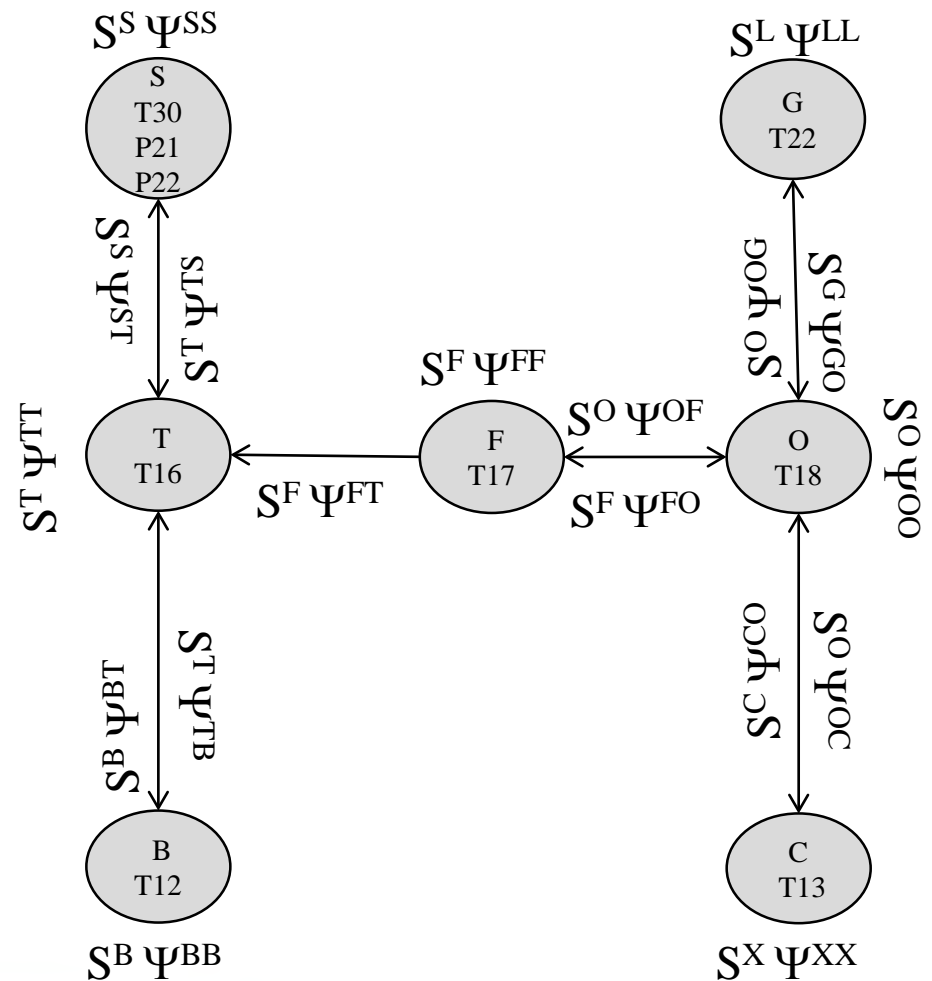 Sˢ Ψˢˢ
S
T30
P21
P22
S^S Ψ^ST
S^T Ψ^TS
S^L Ψ^LL
G
T22
S^O Ψ^OG
S^G Ψ^GO
S^T Ψ^TT
T
T16
S^F Ψ^FT
S^F Ψ^FF
F
T17
S^O Ψ^OF
S^F Ψ^FO
O
T18
S^O Ψ^OO
S^B Ψ^BT
S^T Ψ^TB
S^C Ψ^CO
S^O Ψ^OC
B
T12
S^B Ψ^BB
C
T13
S^X Ψ^XX